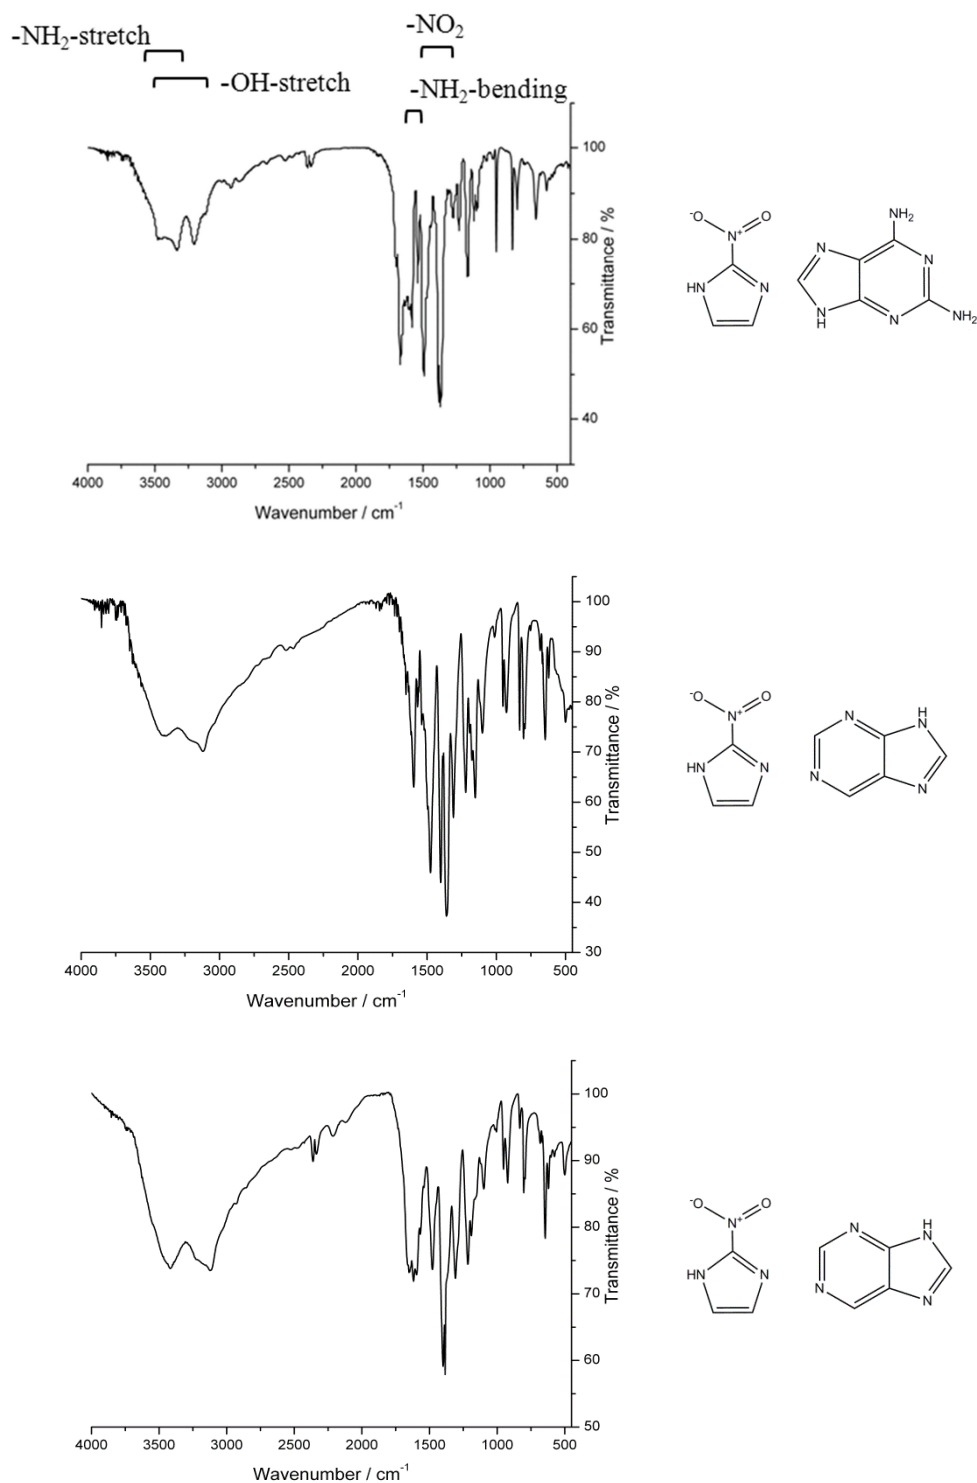 -NO₂
-NH₂-stretch
-OH-stretch
-NH₂-bending
100
80
60
40
Transmittance / %
4000 3500 3000 2500 2000 1500 1000 500
Wavenumber / cm⁻¹
⁻O O
N⁺
HN N
NH₂
N N
N H N NH₂
100
90
80
70
60
50
40
30
Transmittance / %
4000 3500 3000 2500 2000 1500 1000 500
Wavenumber / cm⁻¹
⁻O O
N⁺
HN N
N H N
N N
100
90
80
70
60
50
Transmittance / %
4000 3500 3000 2500 2000 1500 1000 500
Wavenumber / cm⁻¹
⁻O O
N⁺
HN N
N H N
N N